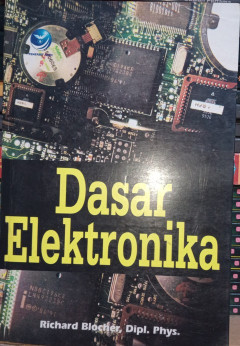 Dasar
Elektronika
Richard Blocher, Dipl. Phys.